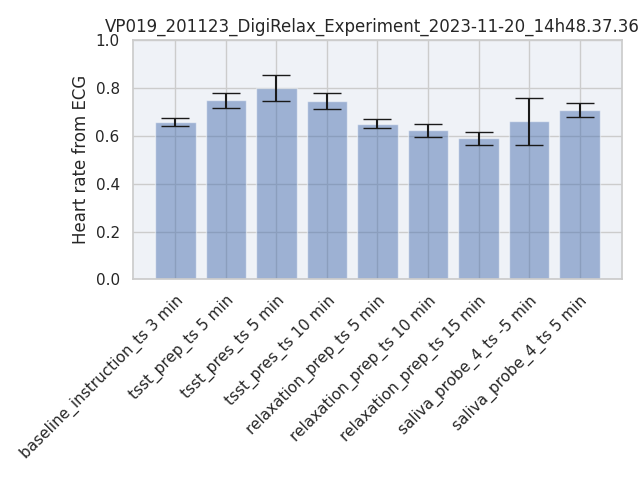 VP019_201123_DigiRelax_Experiment_2023-11-20_14h48.37.36
Heart rate from ECG
1.0
0.8
0.6
0.4
0.2
0.0
baseline_instruction_ts 3 min
tsst_prep_ts 5 min
tsst_pres_ts 5 min
tsst_pres_ts 10 min
relaxation_prep_ts 5 min
relaxation_prep_ts 10 min
relaxation_prep_ts 15 min
saliva_probe_4_ts -5 min
saliva_probe_4_ts 5 min